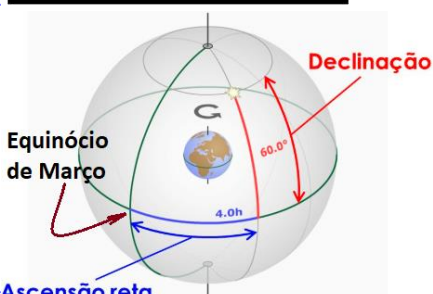 Declinação
Equinócio
de Março
60.0°
4.0h
Ascensão reta